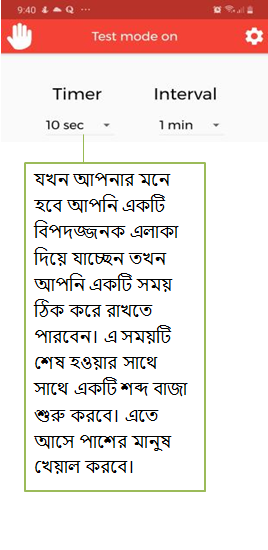 9:40
Test mode on
Timer Interval
10 sec 1 min
যখন আপনার মনে
হবে আপনি একটি
বিপদজ্জনক এলাকা
দিয়ে যাচ্ছেন তখন
আপনি একটি সময়
ঠিক করে রাখতে
পারবেন। এ সময়টি
শেষ হওয়ার সাথে
সাথে একটি শব্দ বাজা
শুরু করবে। এতে
আসে পাশের মানুষ
খেয়াল করবে।